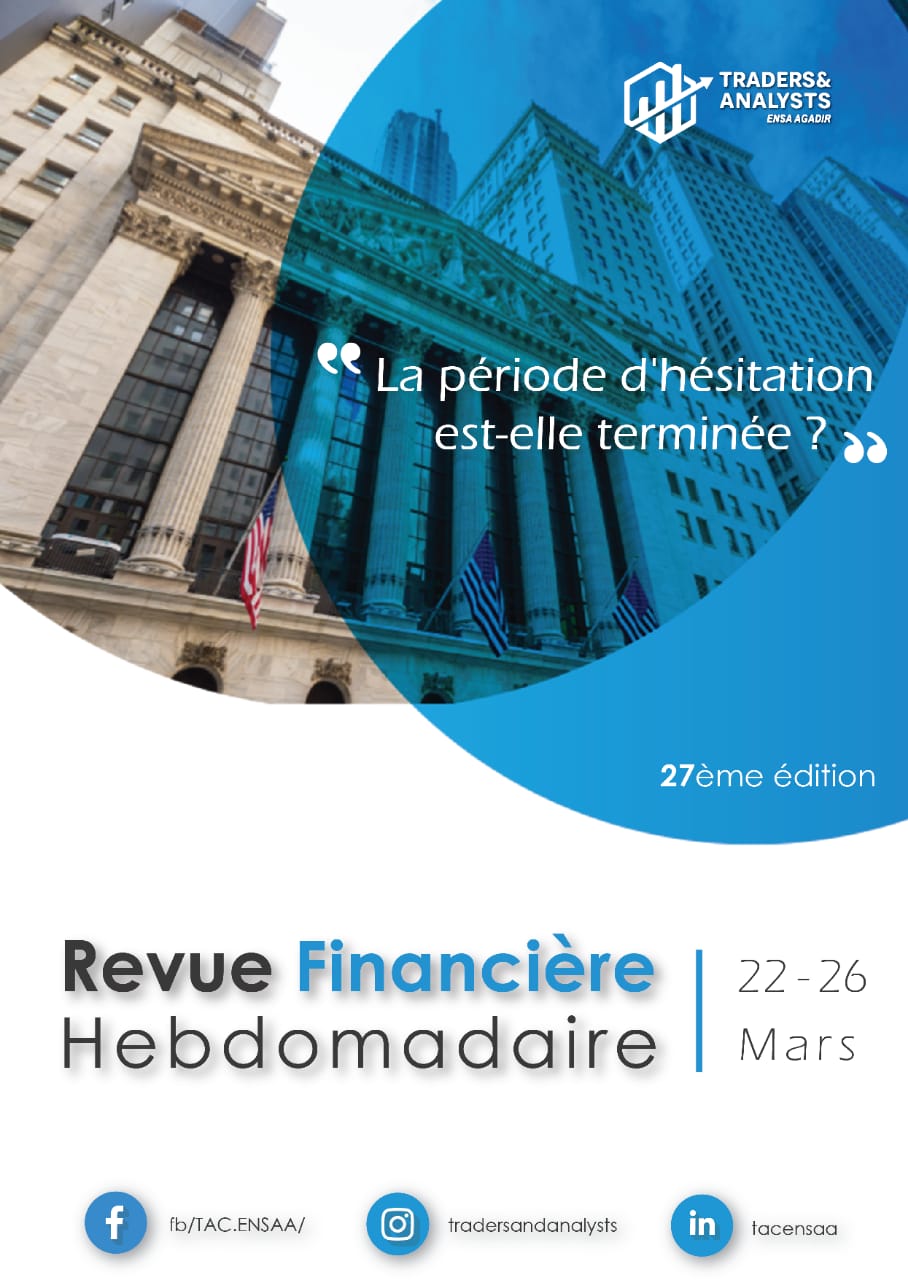 TRADERS&
ANALYSTS
ENSA AGADIR
“ La période d'hésitation
est-elle terminée ? ”
27ème édition
Revue Financière
Hebdomadaire
22 - 26
Mars
fb/TAC.ENSAA/
tradersandanalysts
in
tacensaa